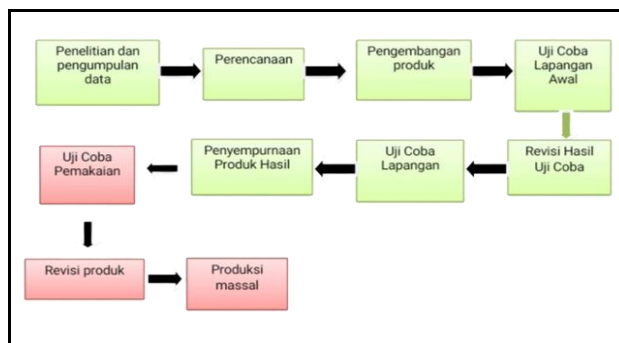 Penelitian dan
pengumpulan
data
Perencanaan
Pengembangan
produk
Uji Coba
Lapangan
Awal
Revisi Hasil
Uji Coba
Uji Coba
Lapangan
Penyempurnaan
Produk Hasil
Uji Coba
Pemakaian
Revisi produk
Produksi
massal